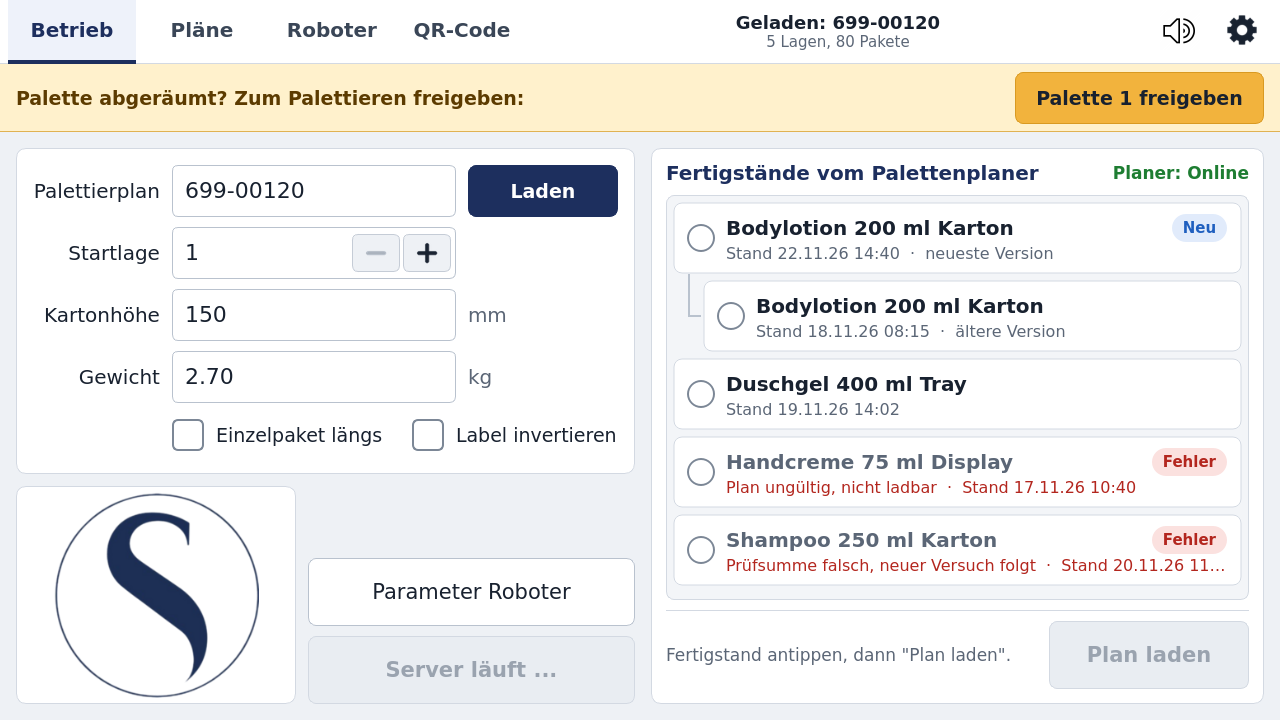 Betrieb
Pläne
Roboter
QR-Code
Geladen: 699-00120
5 Lagen, 80 Pakete
Palette abgeräumt? Zum Palettieren freigeben:
Palette 1 freigeben
Palettierplan
699-00120
Laden
Startlage
1
Kartonhöhe
150
mm
Gewicht
2.70
kg
Einzelpaket längs
Label invertieren
Parameter Roboter
Server läuft ...
Fertigstände vom Palettenplaner
Planer: Online
Bodylotion 200 ml Karton
Neu
Stand 22.11.26 14:40 · neueste Version
Bodylotion 200 ml Karton
Stand 18.11.26 08:15 · ältere Version
Duschgel 400 ml Tray
Stand 19.11.26 14:02
Handcreme 75 ml Display
Fehler
Plan ungültig, nicht ladbar · Stand 17.11.26 10:40
Shampoo 250 ml Karton
Fehler
Prüfsumme falsch, neuer Versuch folgt · Stand 20.11.26 11...
Fertigstand antippen, dann "Plan laden".
Plan laden